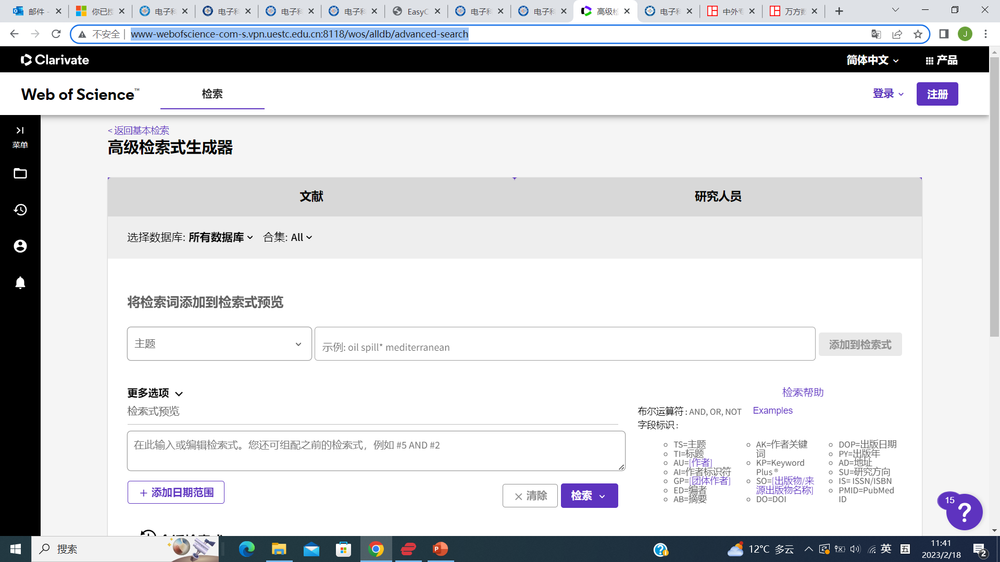 邮件 -
你已授
电子科
电子科
电子科
电子科
EasyC
电子科
电子科
高级检
电子科
中外专
万方数
不安全
www-webofscience-com-s.vpn.uestc.edu.cn:8118/wos/alldb/advanced-search
J
Clarivate
简体中文
产品
Web of Science™
检索
登录
注册
菜单
< 返回基本检索
高级检索式生成器
文献
研究人员
选择数据库: 所有数据库 合集: All
将检索词添加到检索式预览
主题
示例: oil spill* mediterranean
添加到检索式
更多选项
检索帮助
检索式预览
布尔运算符 : AND, OR, NOT Examples
字段标识 :
在此输入或编辑检索式。您还可组配之前的检索式，例如 #5 AND #2
TS=主题
TI=标题
AU=[作者]
AI=作者标识符
GP=[团体作者]
ED=编者
AB=摘要
AK=作者关键
词
KP=Keyword
Plus ®
SO=[出版物/来
源出版物名称]
DO=DOI
DOP=出版日期
PY=出版年
AD=地址
SU=研究方向
IS= ISSN/ISBN
PMID=PubMed
ID
+ 添加日期范围
× 清除
检索
15
?
搜索
P
12°C 多云
英
五
11:41
2023/2/18
2